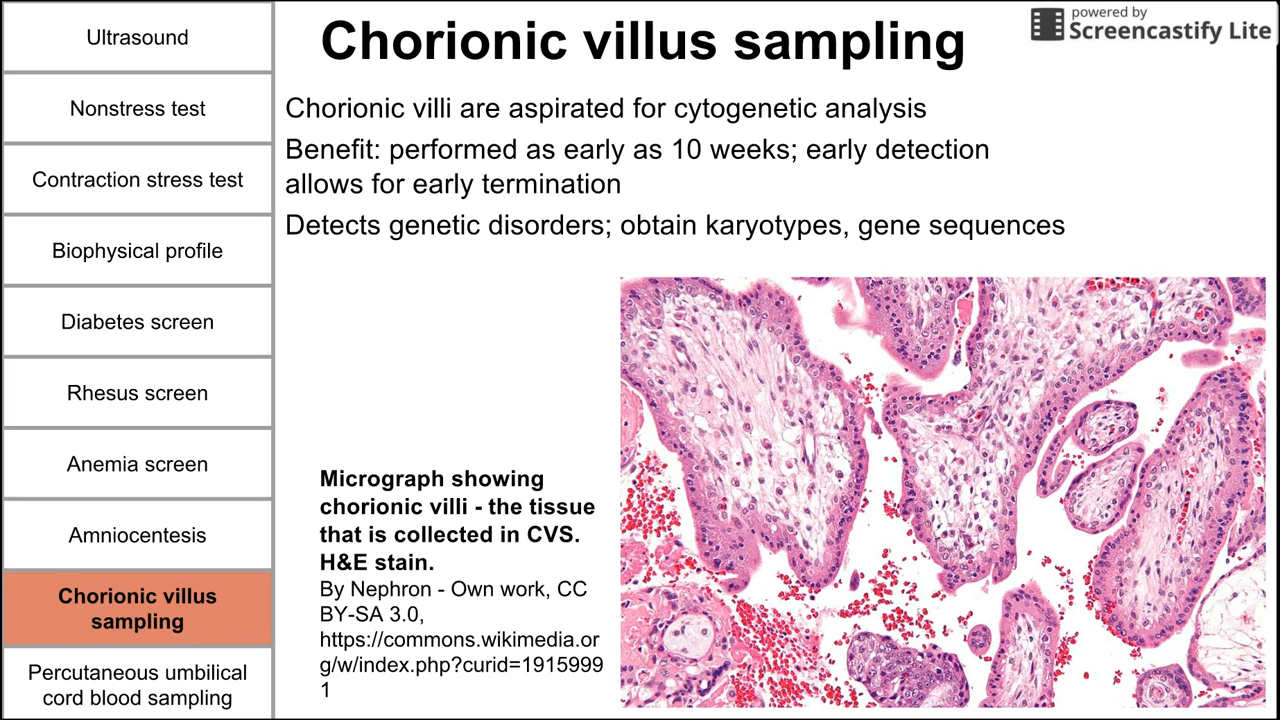 Ultrasound
Nonstress test
Contraction stress test
Biophysical profile
Diabetes screen
Rhesus screen
Anemia screen
Amniocentesis
Chorionic villus
sampling
Percutaneous umbilical
cord blood sampling
Chorionic villus sampling
powered by
Screencastify Lite
Chorionic villi are aspirated for cytogenetic analysis
Benefit: performed as early as 10 weeks; early detection
allows for early termination
Detects genetic disorders; obtain karyotypes, gene sequences
Micrograph showing
chorionic villi - the tissue
that is collected in CVS.
H&E stain.
By Nephron - Own work, CC
BY-SA 3.0,
https://commons.wikimedia.or
g/w/index.php?curid=1915999
1